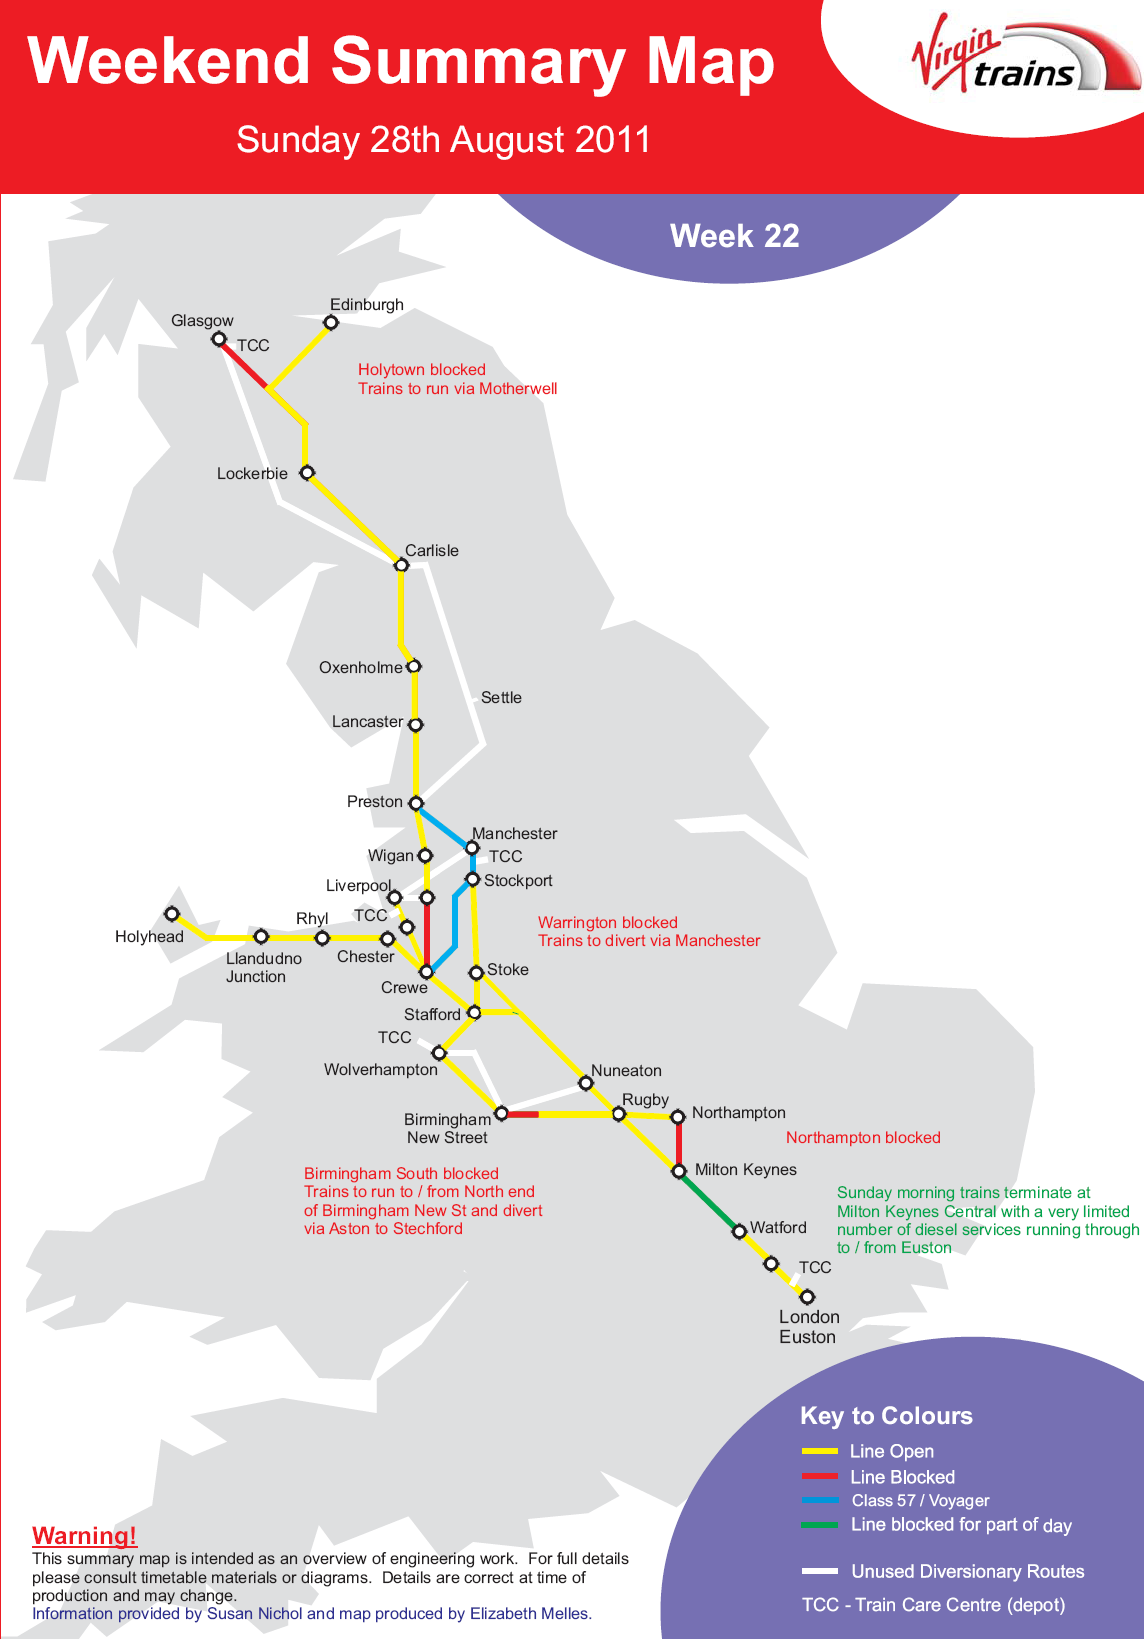 Weekend Summary Map
Virgin
trains
Sunday 28th August 2011
Week 22
Edinburgh
Glasgow
TCC
Holytown blocked
Trains to run via Motherwell
Lockerbie
Carlisle
Oxenholme
Settle
Lancaster
Preston
Manchester
Wigan
TCC
Liverpool
Stockport
TCC
Rhyl
Warrington blocked
Trains to divert via Manchester
Holyhead
Llandudno
Junction
Chester
Stoke
Crewe
Stafford
TCC
Wolverhampton
Nuneaton
Rugby
Northampton
Birmingham
New Street
Northampton blocked
Birmingham South blocked
Trains to run to / from North end
of Birmingham New St and divert
via Aston to Stechford
Milton Keynes
Sunday morning trains terminate at
Milton Keynes Central with a very limited
number of diesel services running through
to / from Euston
Watford
TCC
London
Euston
Key to Colours
Line Open
Line Blocked
Class 57 / Voyager
Line blocked for part of day
Unused Diversionary Routes
TCC - Train Care Centre (depot)
Warning!
This summary map is intended as an overview of engineering work.  For full details
please consult timetable materials or diagrams.  Details are correct at time of
production and may change.
Information provided by Susan Nichol and map produced by Elizabeth Melles.